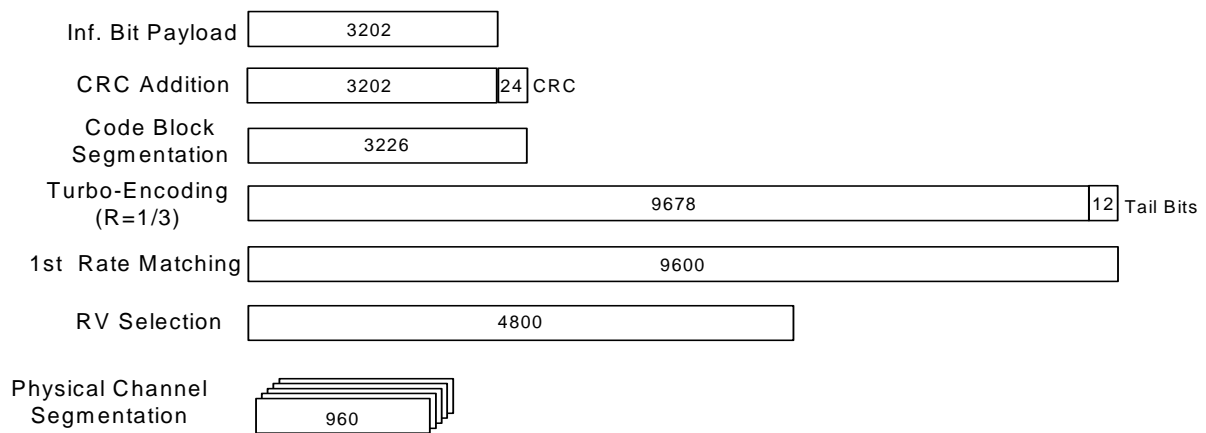 Inf. Bit Payload 3202
CRC Addition 3202 24 CRC
Code Block
Segmentation 3226
Turbo-Encoding
(R=1/3) 9678 12 Tail Bits
1st Rate Matching 9600
RV Selection 4800
Physical Channel
Segmentation 960